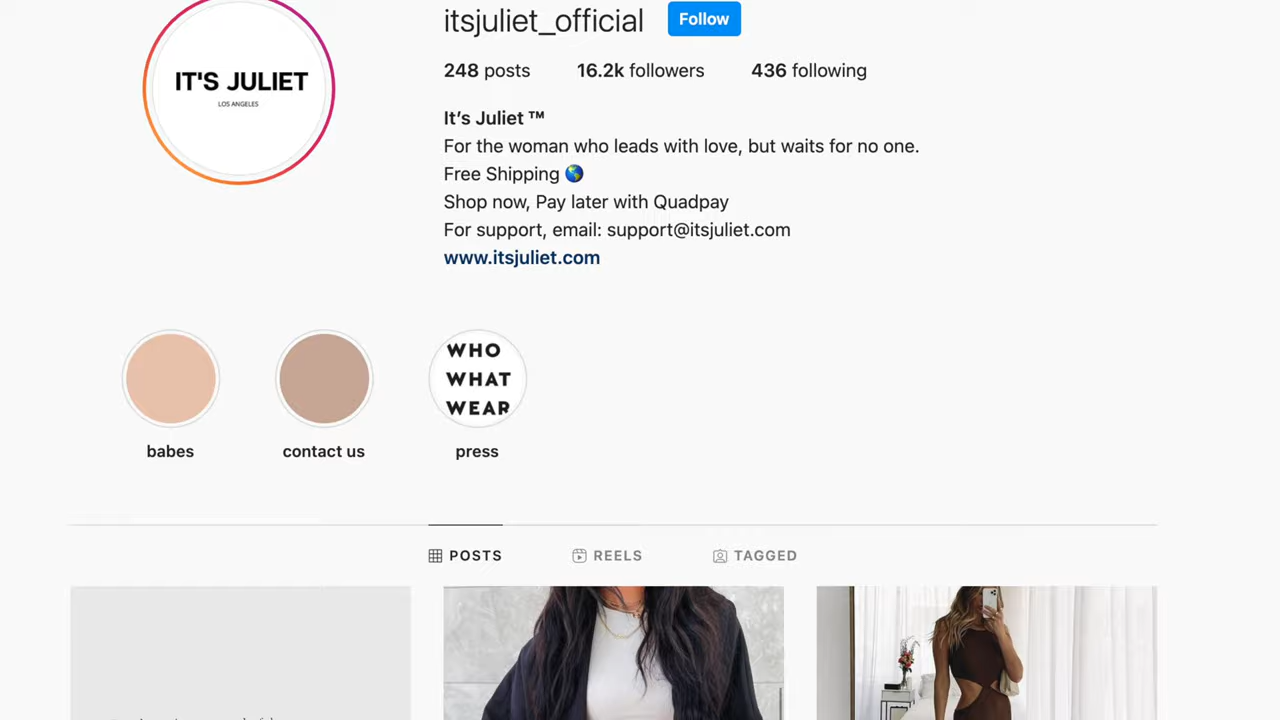 itsjuliet_official
Follow
248 posts 16.2k followers 436 following
IT'S JULIET
LOS ANGELES
It’s Juliet ™
For the woman who leads with love, but waits for no one.
Free Shipping 🌎
Shop now, Pay later with Quadpay
For support, email: support@itsjuliet.com
www.itsjuliet.com
WHO
WHAT
WEAR
babes
contact us
press
POSTS
REELS
TAGGED